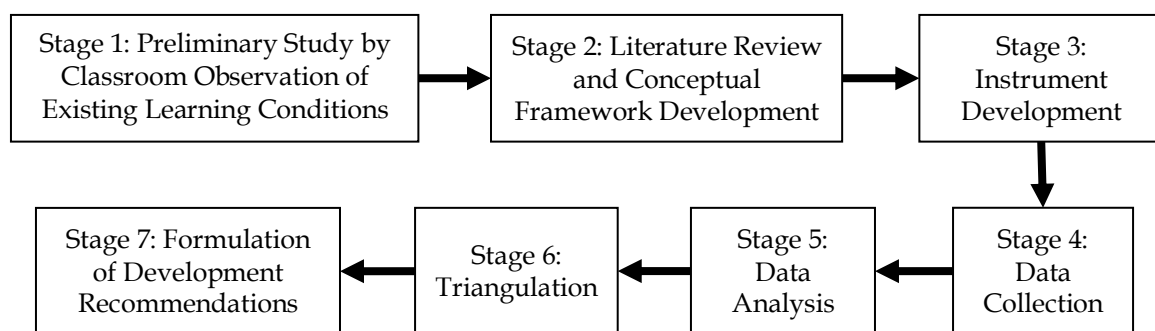 Stage 1: Preliminary Study by
Classroom Observation of
Existing Learning Conditions
Stage 2: Literature Review
and Conceptual
Framework Development
Stage 3:
Instrument
Development
Stage 4:
Data
Collection
Stage 5:
Data
Analysis
Stage 6:
Triangulation
Stage 7: Formulation
of Development
Recommendations